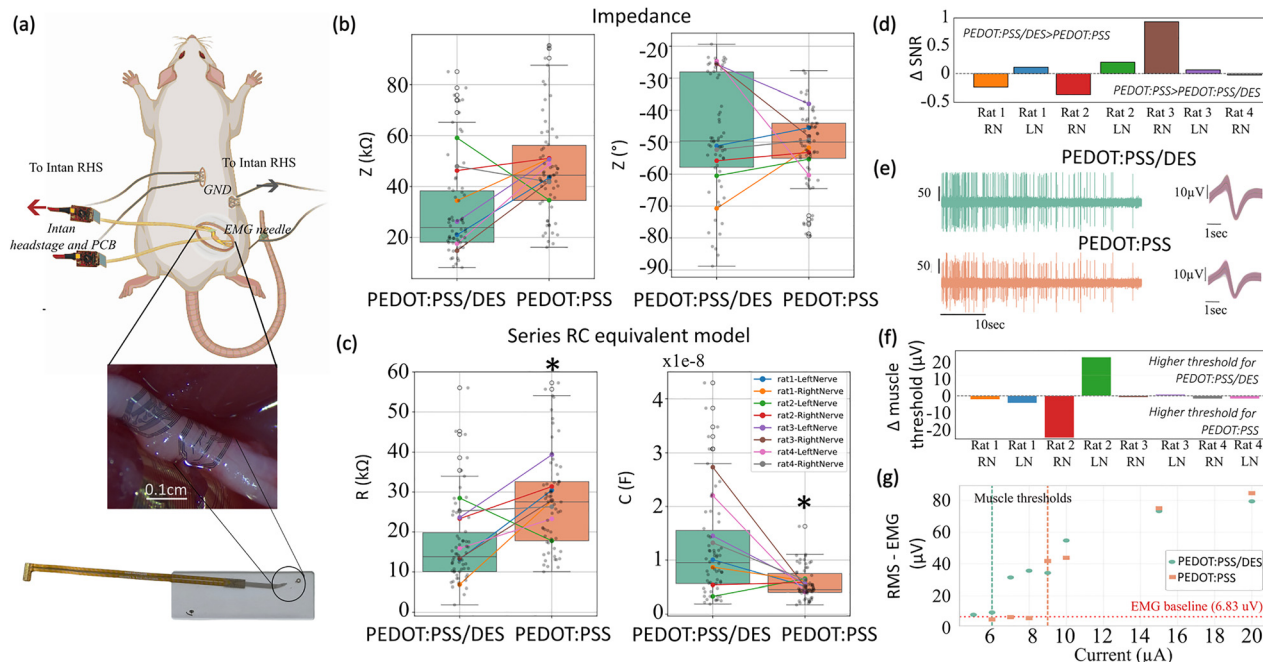 (a)
To Intan RHS
To Intan RHS
GND
Intan
headstage and PCB
EMG needle
0.1cm
(b)
Impedance
Z (kΩ)
80
60
40
20
PEDOT:PSS/DES
PEDOT:PSS
Z (°)
-20
-30
-40
-50
-60
-70
-80
-90
PEDOT:PSS/DES
PEDOT:PSS
(c)
Series RC equivalent model
R (kΩ)
60
50
40
30
20
10
0
*
PEDOT:PSS/DES
PEDOT:PSS
x1e-8
C (F)
4
3
2
1
0
*
rat1-LeftNerve
rat1-RightNerve
rat2-LeftNerve
rat2-RightNerve
rat3-LeftNerve
rat3-RightNerve
rat4-LeftNerve
rat4-RightNerve
PEDOT:PSS/DES
PEDOT:PSS
(d)
Δ SNR
1
0.5
0
-0.5
PEDOT:PSS/DES>PEDOT:PSS
PEDOT:PSS>PEDOT:PSS/DES
Rat 1 Rat 1 Rat 2 Rat 2 Rat 3 Rat 3 Rat 4
RN LN RN LN RN LN RN
(e)
PEDOT:PSS/DES
50
10μV
1sec
PEDOT:PSS
50
10μV
1sec
10sec
(f)
Δ muscle
threshold (μV)
20
10
0
-10
-20
Higher threshold for
PEDOT:PSS/DES
Higher threshold for
PEDOT:PSS
Rat 1 Rat 1 Rat 2 Rat 2 Rat 3 Rat 3 Rat 4 Rat 4
RN LN RN LN RN LN RN LN
(g)
RMS - EMG
(μV)
80
60
40
20
0
Muscle thresholds
PEDOT:PSS/DES
PEDOT:PSS
EMG baseline (6.83 uV)
6 8 10 12 14 16 18 20
Current (μA)